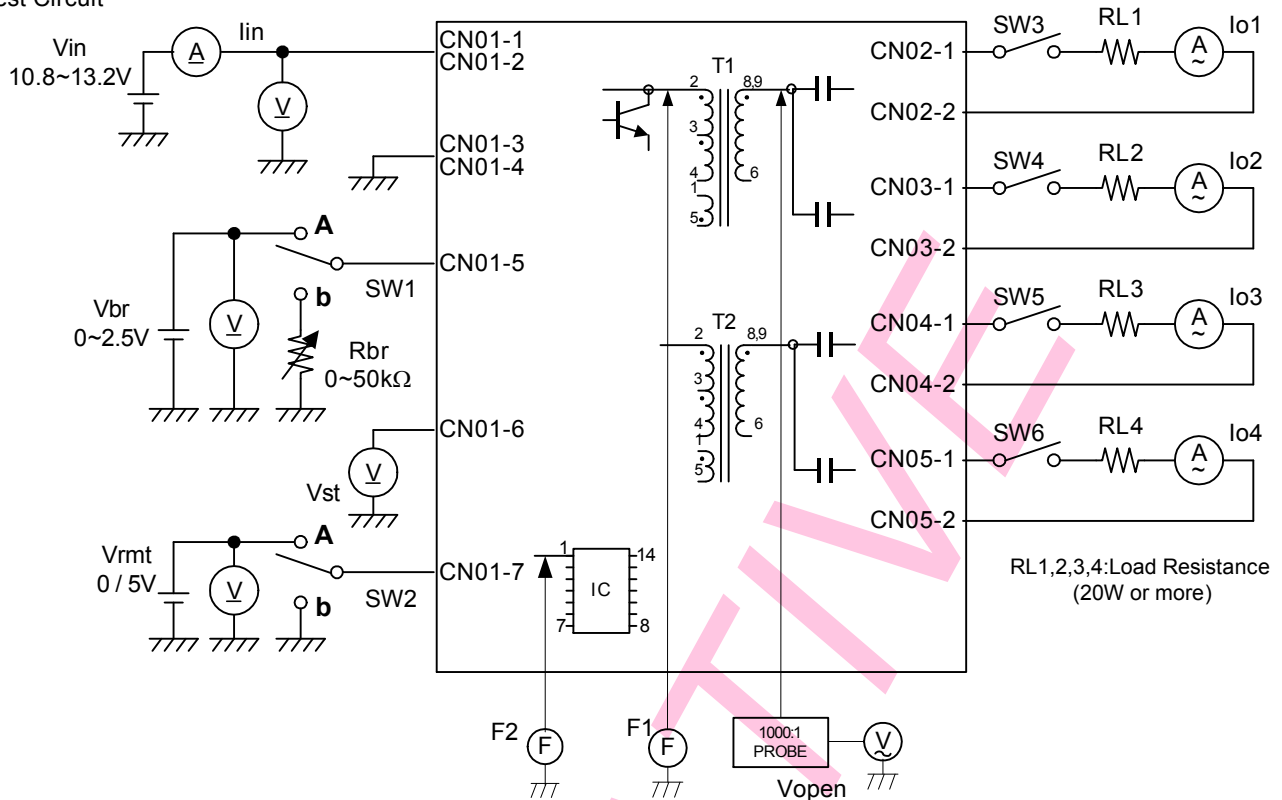 est Circuit
Vin
10.8~13.2V
A
Iin
V
CN01-1
CN01-2
CN01-3
CN01-4
Vbr
0~2.5V
V
A
b
SW1
CN01-5
Rbr
0~50kΩ
CN01-6
V
Vst
Vrmt
0 / 5V
V
A
b
SW2
CN01-7
T1
2
3
4
1
5
8,9
6
T2
2
3
4
1
5
8,9
6
1
14
IC
7
8
CN02-1
SW3
RL1
A
~
Io1
CN02-2
CN03-1
SW4
RL2
A
~
Io2
CN03-2
CN04-1
SW5
RL3
A
~
Io3
CN04-2
CN05-1
SW6
RL4
A
~
Io4
CN05-2
RL1,2,3,4:Load Resistance
(20W or more)
F2
F
F1
F
1000:1
PROBE
V
~
Vopen
TIVE